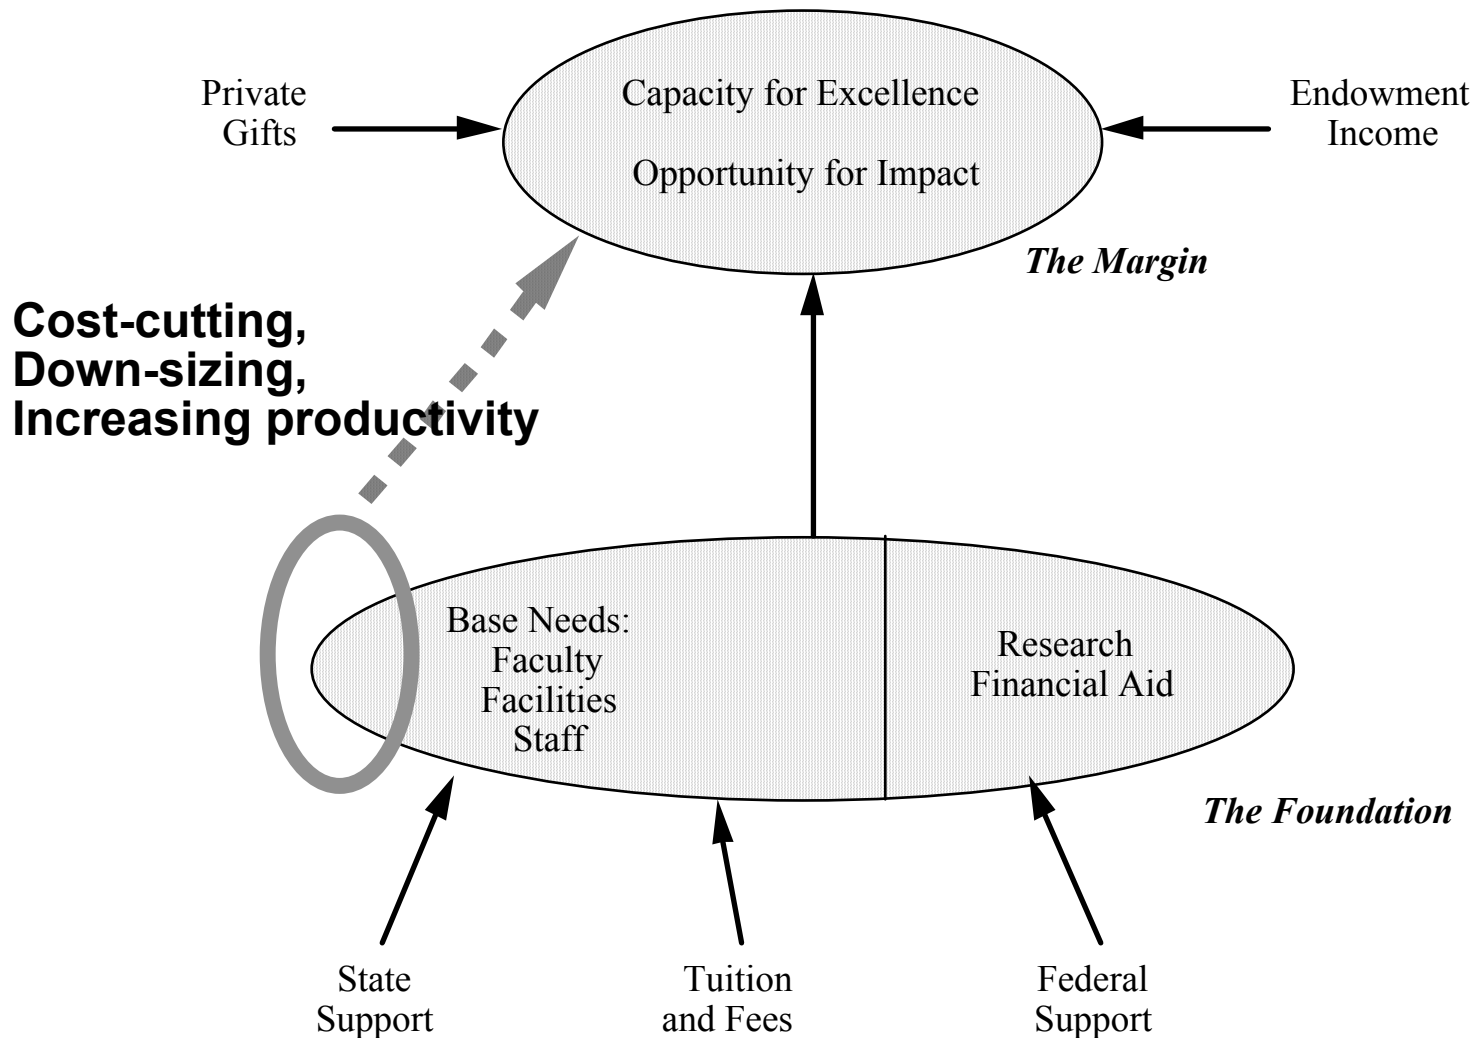 Private
Gifts
Capacity for Excellence
Opportunity for Impact
Endowment
Income
The Margin
Cost-cutting,
Down-sizing,
Increasing productivity
Base Needs:
Faculty
Facilities
Staff
Research
Financial Aid
The Foundation
State
Support
Tuition
and Fees
Federal
Support